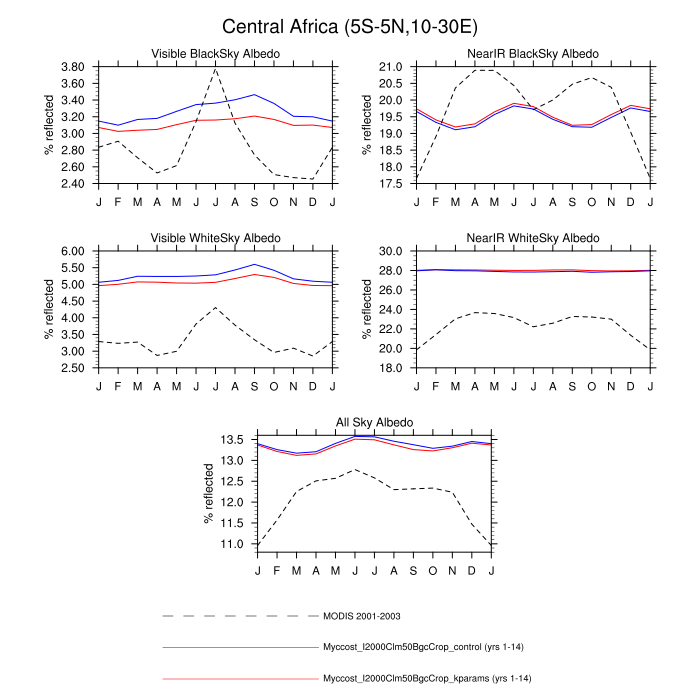 Central Africa (5S-5N,10-30E)
Visible BlackSky Albedo
% reflected
3.80
3.60
3.40
3.20
3.00
2.80
2.60
2.40
J F M A M J J A S O N D J
NearIR BlackSky Albedo
% reflected
21.0
20.5
20.0
19.5
19.0
18.5
18.0
17.5
J F M A M J J A S O N D J
Visible WhiteSky Albedo
% reflected
6.00
5.50
5.00
4.50
4.00
3.50
3.00
2.50
J F M A M J J A S O N D J
NearIR WhiteSky Albedo
% reflected
30.0
28.0
26.0
24.0
22.0
20.0
18.0
J F M A M J J A S O N D J
All Sky Albedo
% reflected
13.5
13.0
12.5
12.0
11.5
11.0
J F M A M J J A S O N D J
MODIS 2001-2003
Myccost_I2000Clm50BgcCrop_control (yrs 1-14)
Myccost_I2000Clm50BgcCrop_kparams (yrs 1-14)